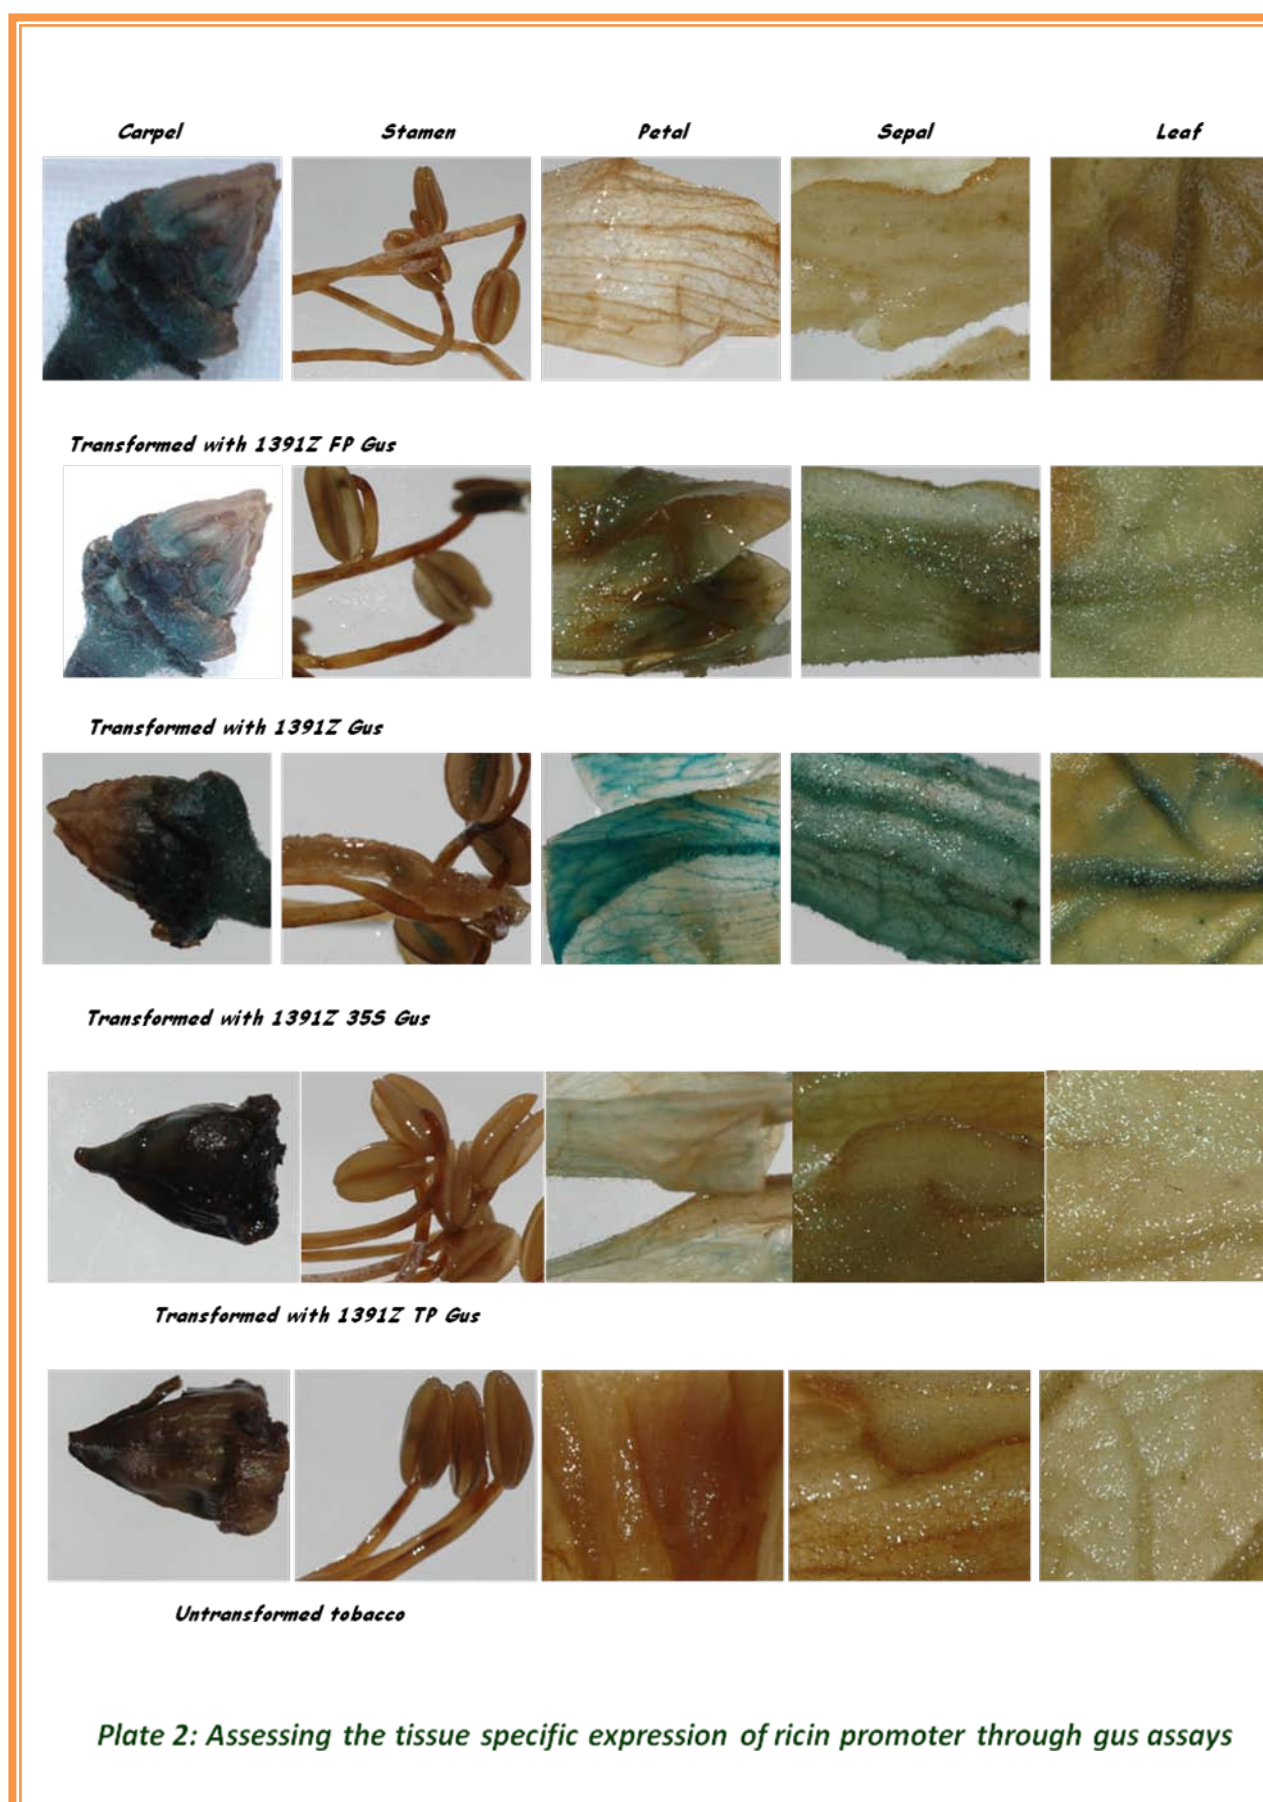 Carpel Stamen Petal Sepal Leaf
Transformed with 1391Z FP Gus
Transformed with 1391Z Gus
Transformed with 1391Z 35S Gus
Transformed with 1391Z TP Gus
Untransformed tobacco
Plate 2: Assessing the tissue specific expression of ricin promoter through gus assays